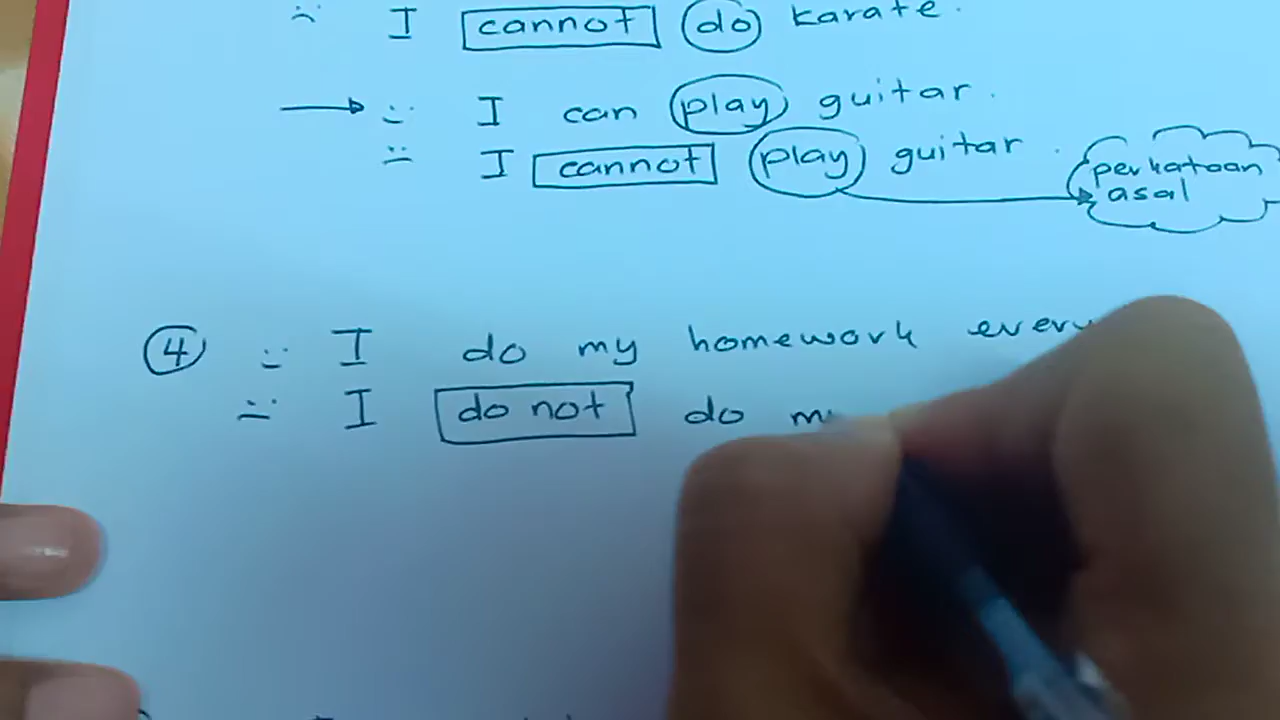 I cannot do karate.
I can play guitar.
I cannot play guitar.
perkataan
asal
4 I do my homework
I do not do